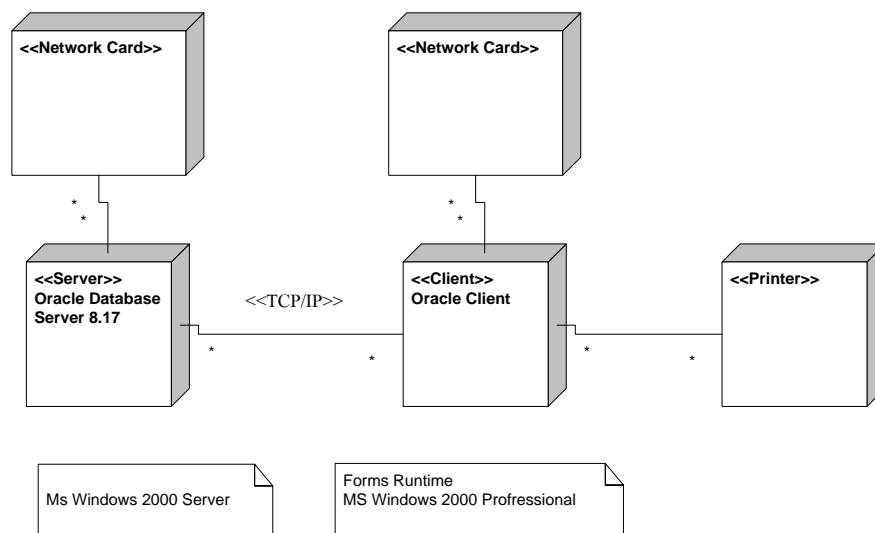 <<Network Card>>
<<Network Card>>
*
*
*
*
<<Server>>
Oracle Database
Server 8.17
<<TCP/IP>>
<<Client>>
Oracle Client
<<Printer>>
*
*
*
*
Ms Windows 2000 Server
Forms Runtime
MS Windows 2000 Profressional